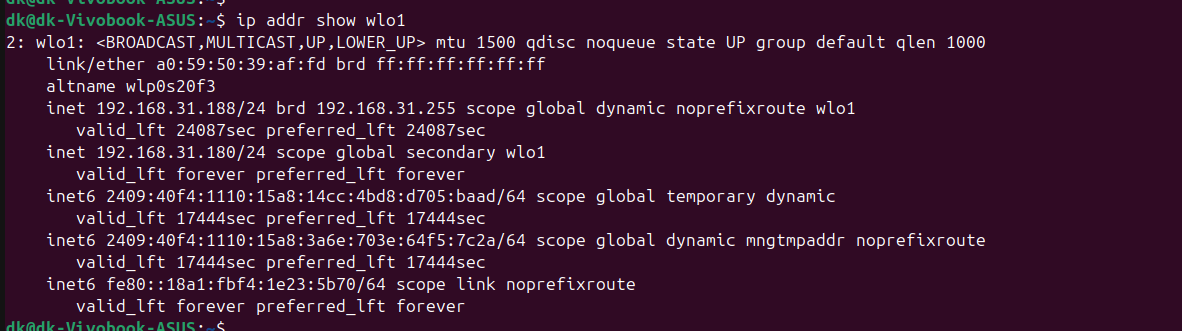 dk@dk-Vivobook-ASUS:~$
dk@dk-Vivobook-ASUS:~$ ip addr show wlo1
2: wlo1: <BROADCAST,MULTICAST,UP,LOWER_UP> mtu 1500 qdisc noqueue state UP group default qlen 1000
    link/ether a0:59:50:39:af:fd brd ff:ff:ff:ff:ff:ff
    altname wlp0s20f3
    inet 192.168.31.188/24 brd 192.168.31.255 scope global dynamic noprefixroute wlo1
       valid_lft 24087sec preferred_lft 24087sec
    inet 192.168.31.180/24 scope global secondary wlo1
       valid_lft forever preferred_lft forever
    inet6 2409:40f4:1110:15a8:14cc:4bd8:d705:baad/64 scope global temporary dynamic
       valid_lft 17444sec preferred_lft 17444sec
    inet6 2409:40f4:1110:15a8:3a6e:703e:64f5:7c2a/64 scope global dynamic mngtmpaddr noprefixroute
       valid_lft 17444sec preferred_lft 17444sec
    inet6 fe80::18a1:fbf4:1e23:5b70/64 scope link noprefixroute
       valid_lft forever preferred_lft forever
dk@dk-Vivobook-ASUS:~$